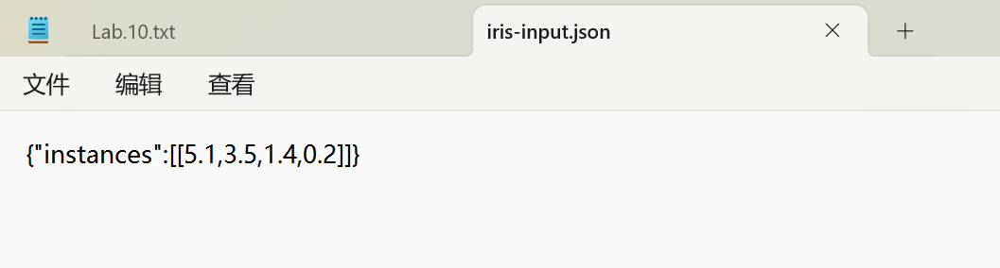 Lab.10.txt
iris-input.json
文件 编辑 查看
{"instances":[[5.1,3.5,1.4,0.2]]}